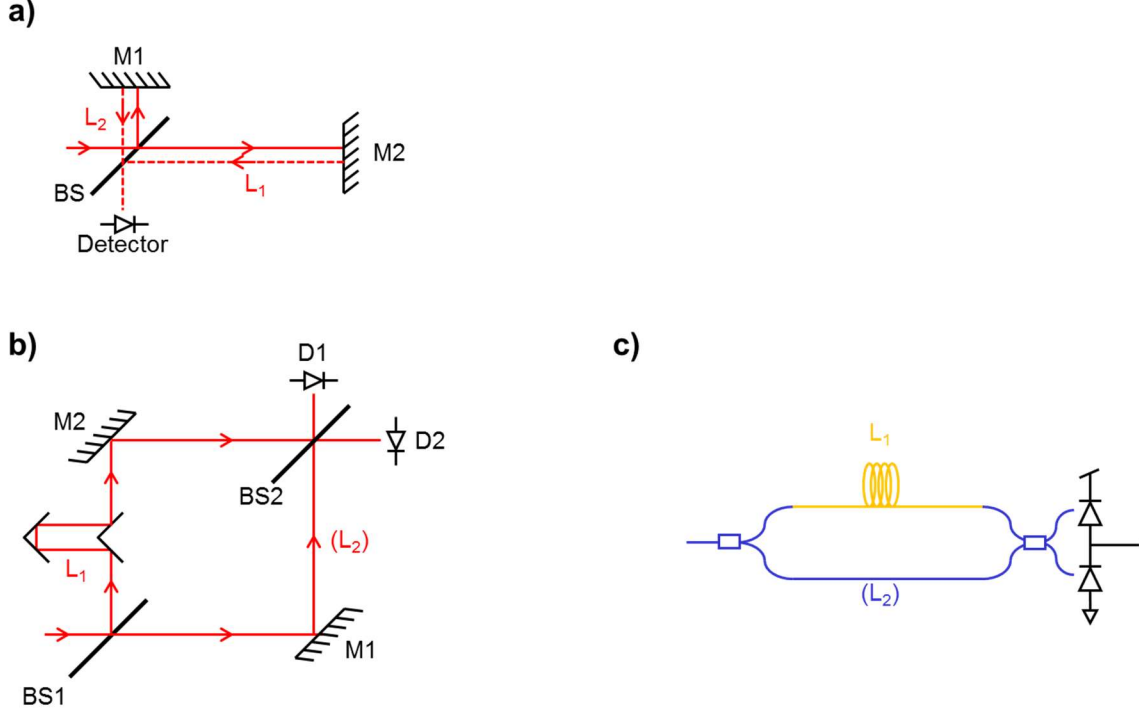 a)
M1
L₂
M2
L₁
BS
Detector
b)
D1
M2
D2
BS2
(L₂)
L₁
M1
BS1
c)
L₁
(L₂)